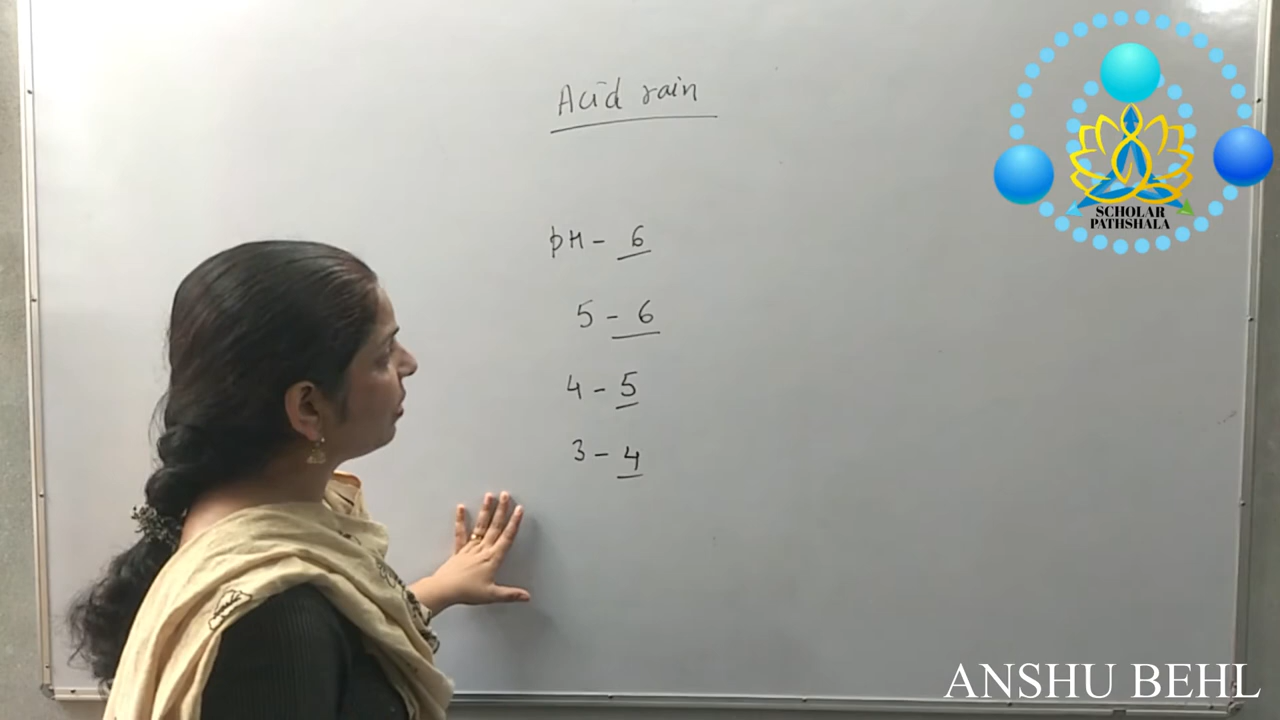 Acid rain
pH - 6
5 - 6
4 - 5
3 - 4
SCHOLAR
PATHSHALA
ANSHU BEHL